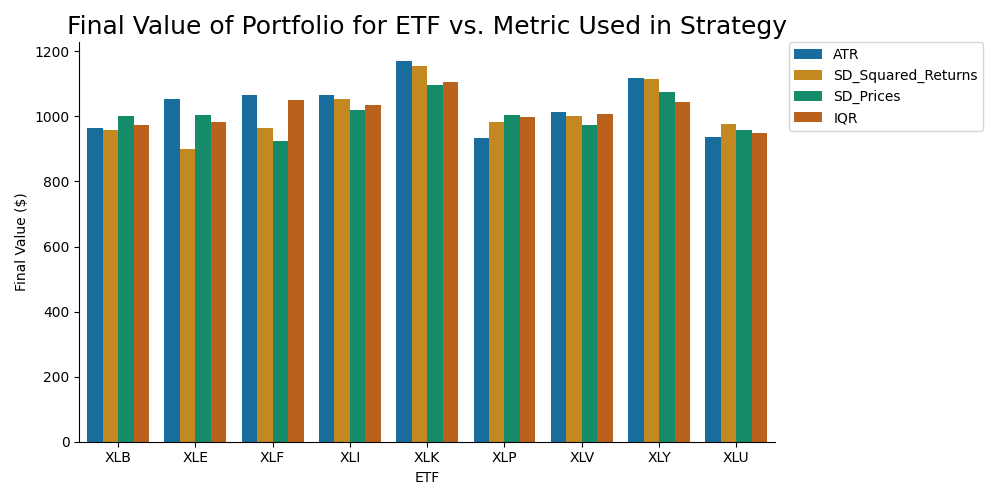 Final Value of Portfolio for ETF vs. Metric Used in Strategy
ATR
SD_Squared_Returns
SD_Prices
IQR
1200
1000
800
600
400
200
0
Final Value ($)
XLB XLE XLF XLI XLK XLP XLV XLY XLU
ETF